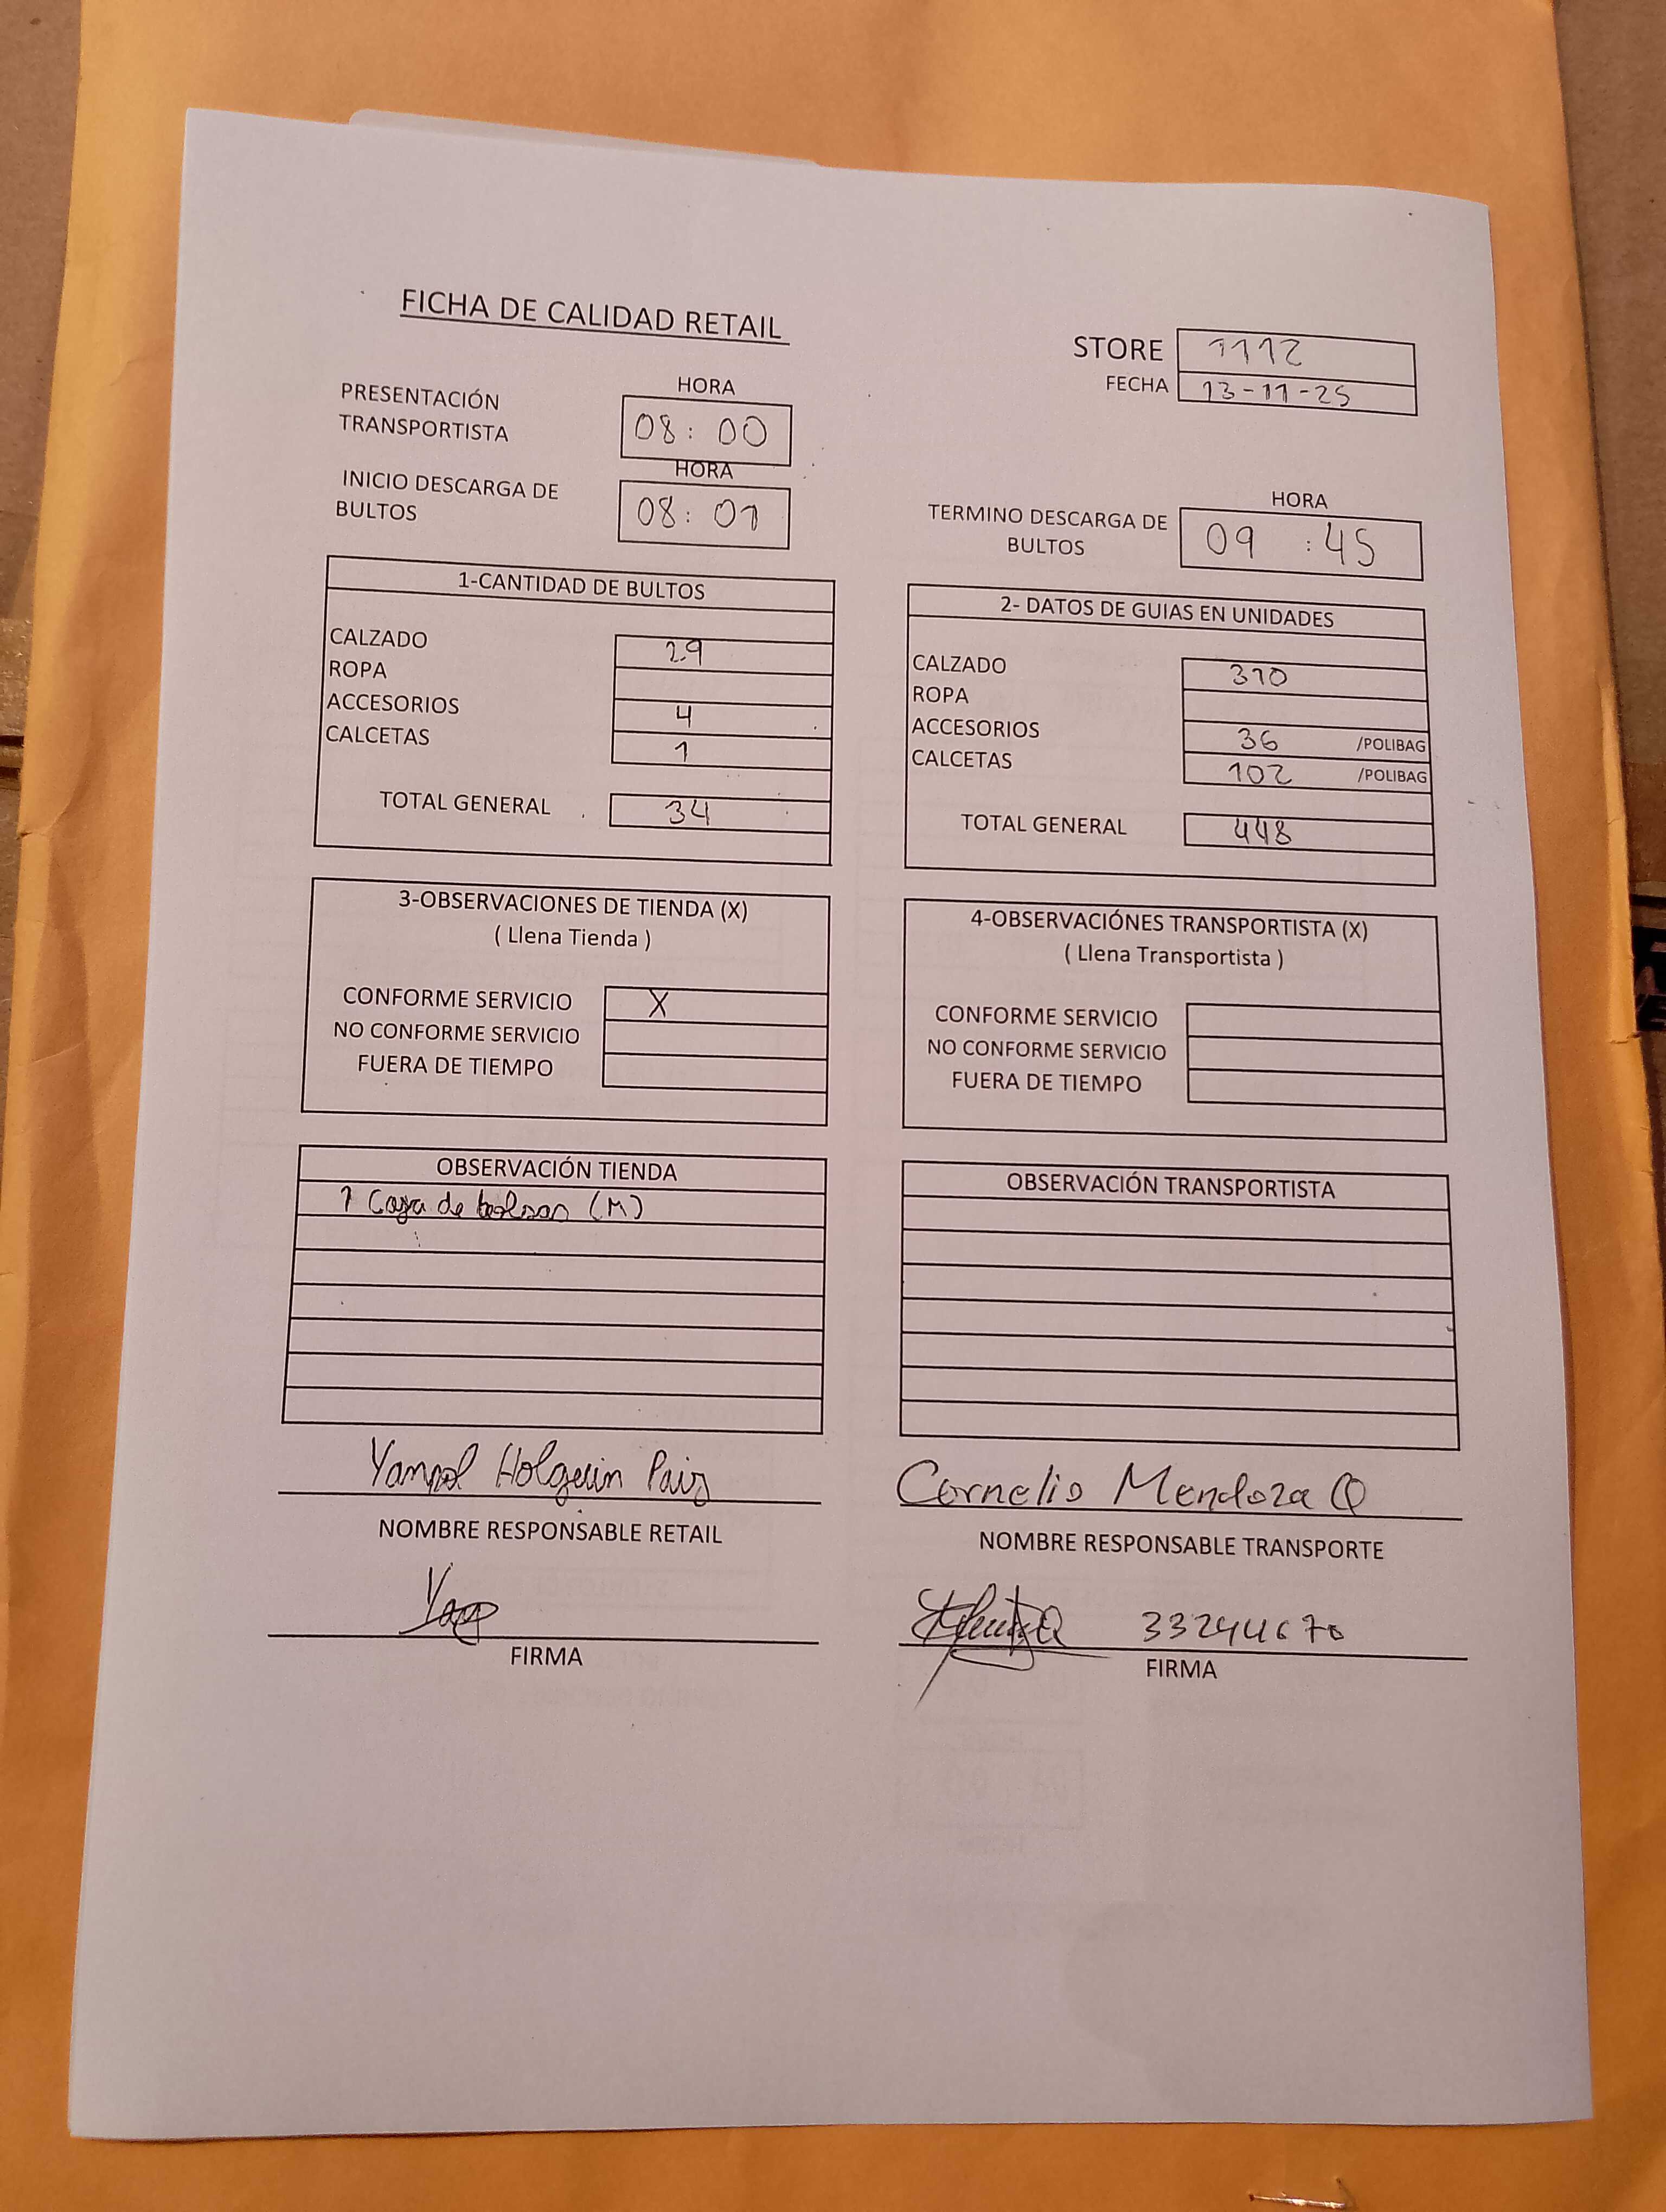 FICHA DE CALIDAD RETAIL
STORE 1112
FECHA 13-11-25
HORA
PRESENTACIÓN
TRANSPORTISTA 08:00
HORA
INICIO DESCARGA DE
BULTOS 08:01
HORA
TERMINO DESCARGA DE
BULTOS 09:45
1-CANTIDAD DE BULTOS
CALZADO 29
ROPA
ACCESORIOS 4
CALCETAS 1
TOTAL GENERAL 34
2- DATOS DE GUIAS EN UNIDADES
CALZADO 310
ROPA
ACCESORIOS 36 /POLIBAG
CALCETAS 102 /POLIBAG
TOTAL GENERAL 448
3-OBSERVACIONES DE TIENDA (X)
( Llena Tienda )
CONFORME SERVICIO X
NO CONFORME SERVICIO
FUERA DE TIEMPO
4-OBSERVACIÓNES TRANSPORTISTA (X)
( Llena Transportista )
CONFORME SERVICIO
NO CONFORME SERVICIO
FUERA DE TIEMPO
OBSERVACIÓN TIENDA
1 Caja de bolsas (M)
OBSERVACIÓN TRANSPORTISTA
Holguin
NOMBRE RESPONSABLE RETAIL
FIRMA
Cornelio Mendoza Q
NOMBRE RESPONSABLE TRANSPORTE
33244670
FIRMA